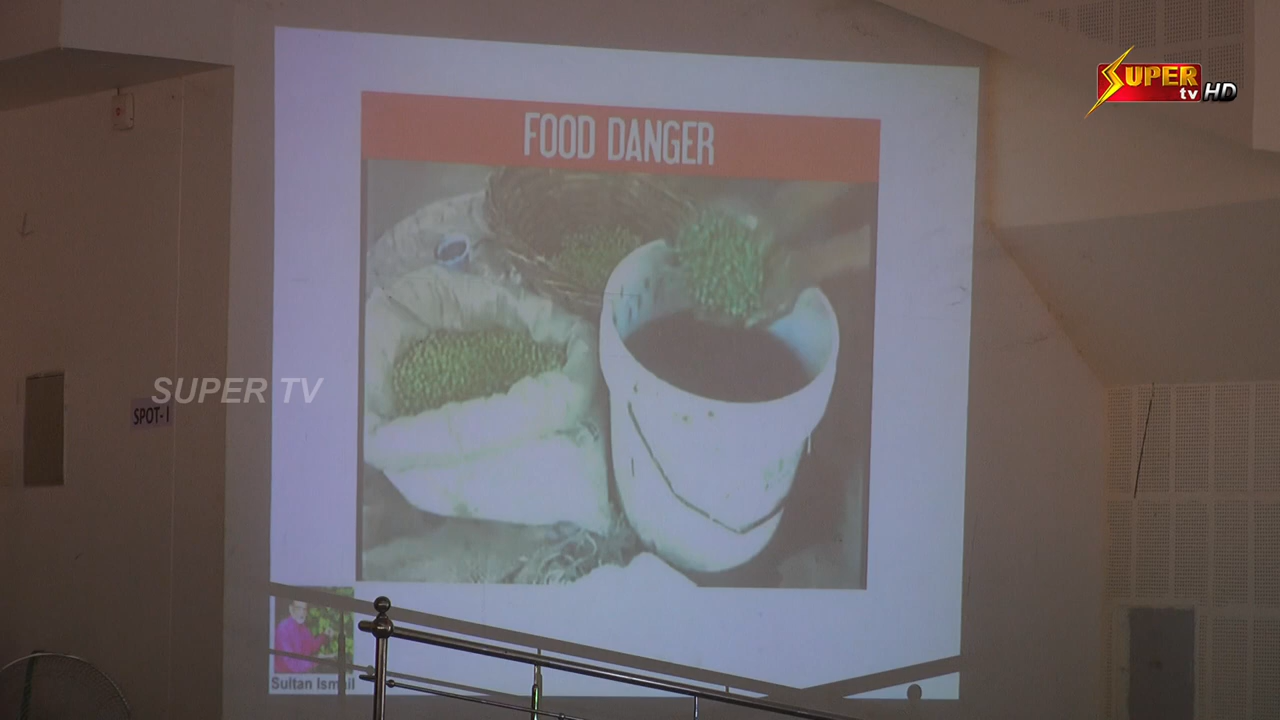 SUPER
tv HD
FOOD DANGER
SUPER TV
SPOT-1
Sultan Ismail